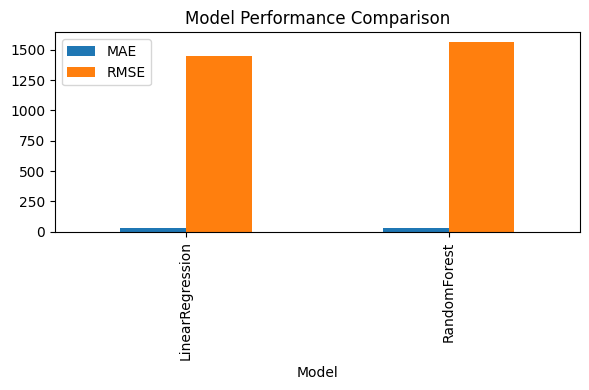 Model Performance Comparison
MAE
RMSE
1500
1250
1000
750
500
250
0
LinearRegression
RandomForest
Model